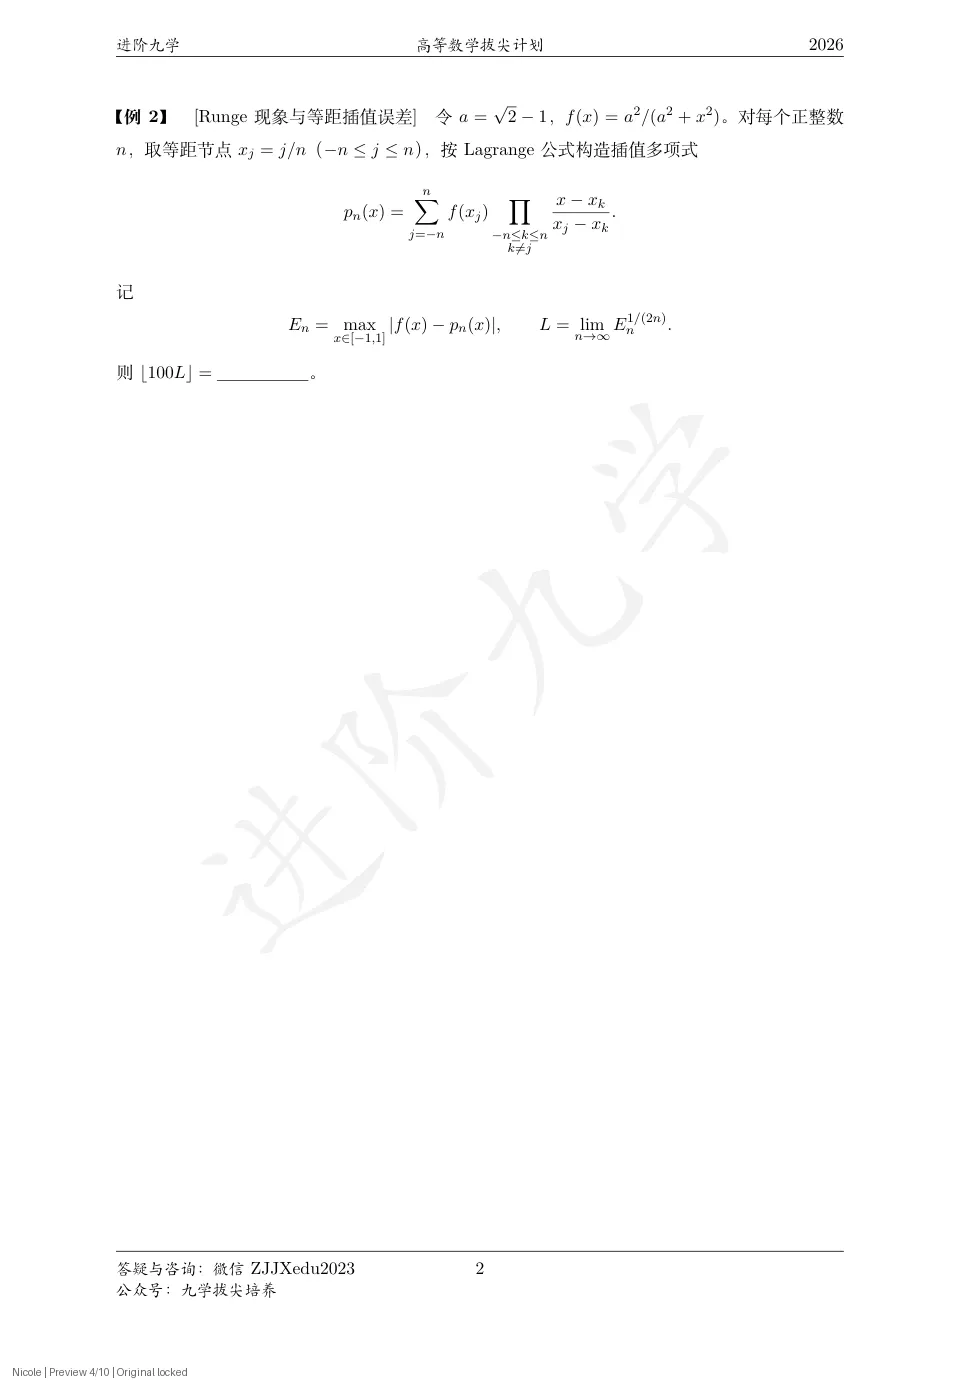 进阶九学 高等数学拔尖计划 2026
【例 2】 [Runge 现象与等距插值误差] 令 a = √2 − 1，f(x) = a²/(a² + x²)。对每个正整数
n，取等距节点 x_j = j/n（−n ≤ j ≤ n），按 Lagrange 公式构造插值多项式
p_n(x) = ∑_{j=−n}^{n} f(x_j) ∏_{−n≤k≤n, k≠j} (x − x_k)/(x_j − x_k).
记
E_n = max_{x∈[−1,1]} |f(x) − p_n(x)|, L = lim_{n→∞} E_n^{1/(2n)}.
则 ⌊100L⌋ = __________。
进阶九学
答疑与咨询：微信 ZJJXedu2023 2
公众号：九学拔尖培养
Nicole | Preview 4/10 | Original locked